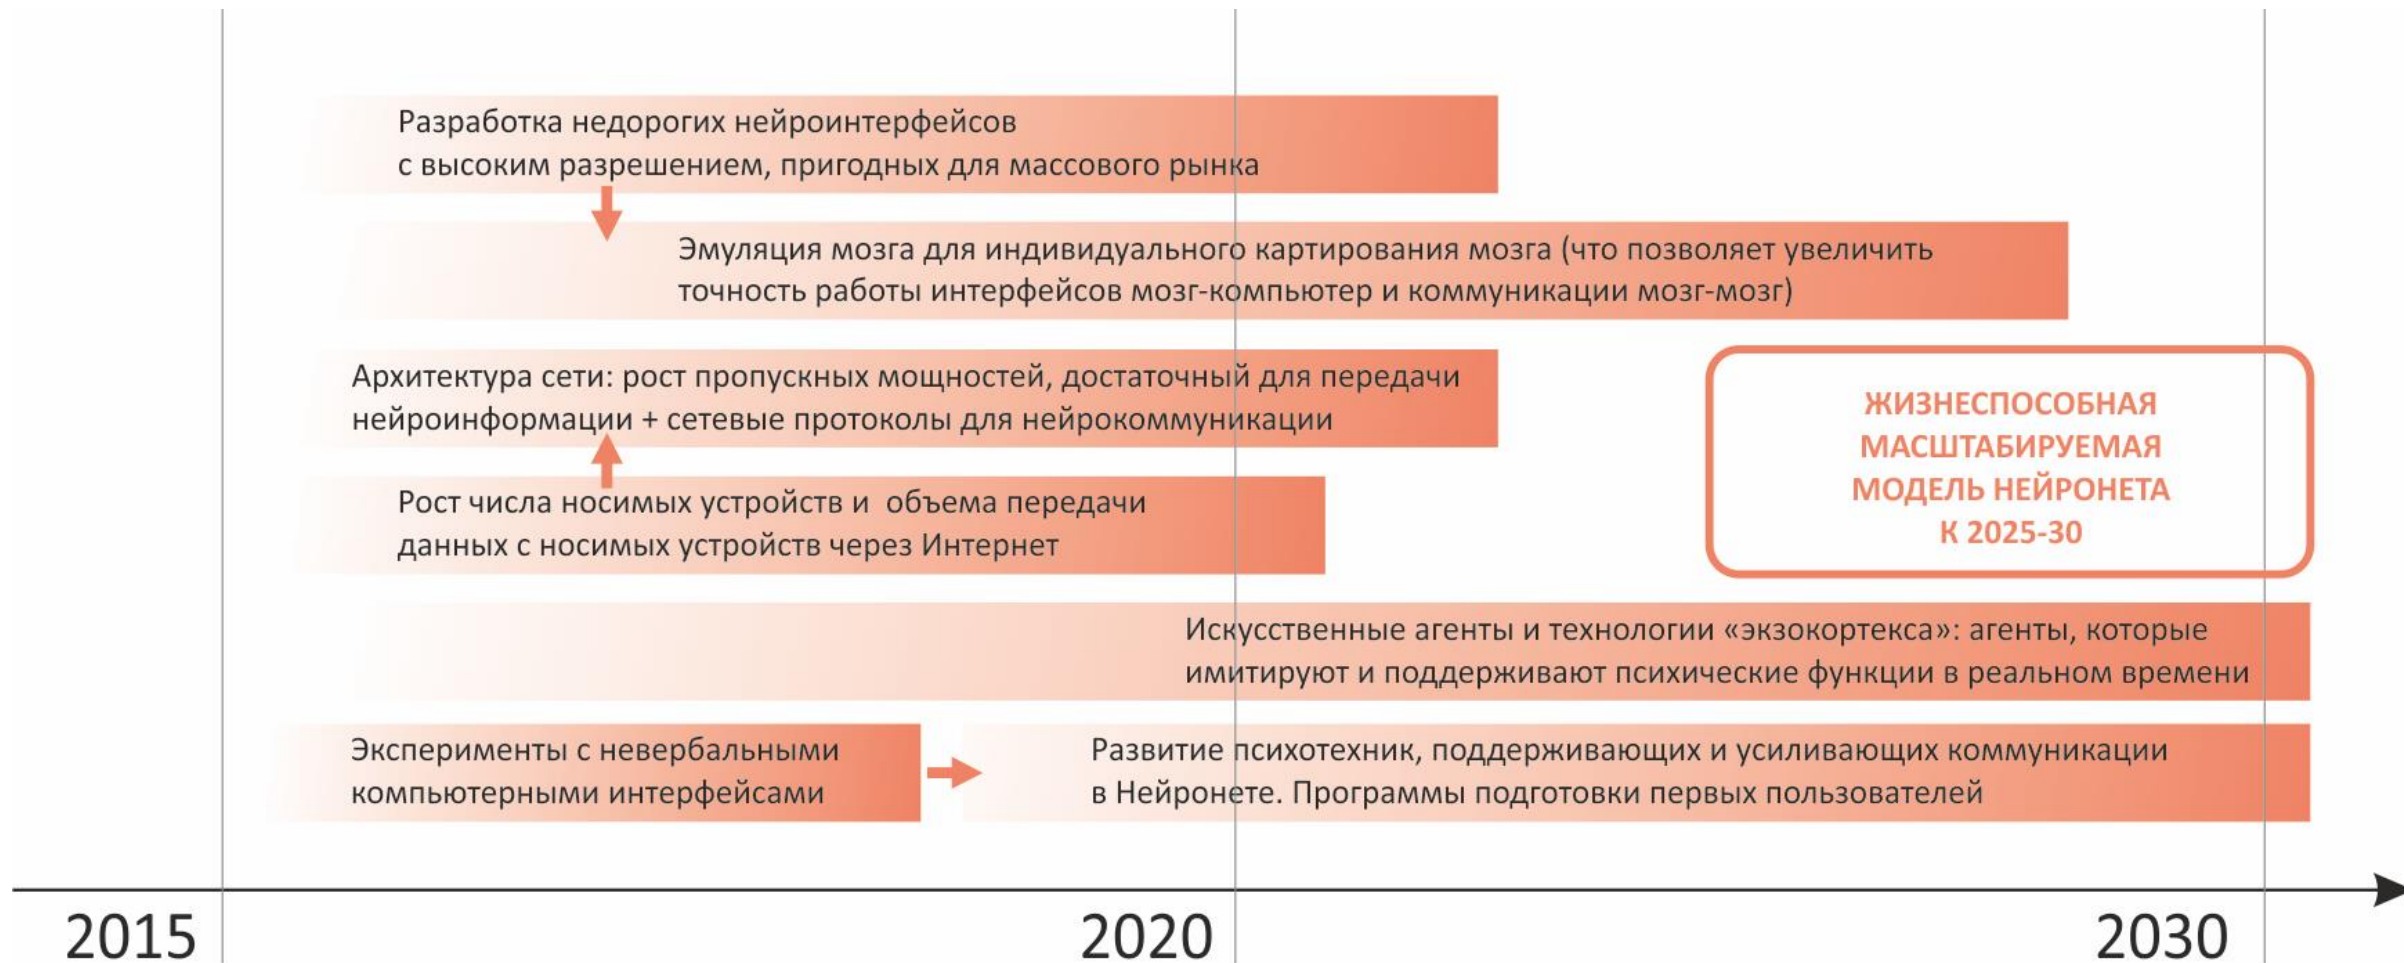 Разработка недорогих нейроинтерфейсов
с высоким разрешением, пригодных для массового рынка
Эмуляция мозга для индивидуального картирования мозга (что позволяет увеличить
точность работы интерфейсов мозг-компьютер и коммуникации мозг-мозг)
Архитектура сети: рост пропускных мощностей, достаточный для передачи
нейроинформации + сетевые протоколы для нейрокоммуникации
ЖИЗНЕСПОСОБНАЯ
МАСШТАБИРУЕМАЯ
МОДЕЛЬ НЕЙРОНЕТА
К 2025-30
Рост числа носимых устройств и объема передачи
данных с носимых устройств через Интернет
Искусственные агенты и технологии «экзокортекса»: агенты, которые
имитируют и поддерживают психические функции в реальном времени
Эксперименты с невербальными
компьютерными интерфейсами
Развитие психотехник, поддерживающих и усиливающих коммуникации
в Нейронете. Программы подготовки первых пользователей
2015
2020
2030